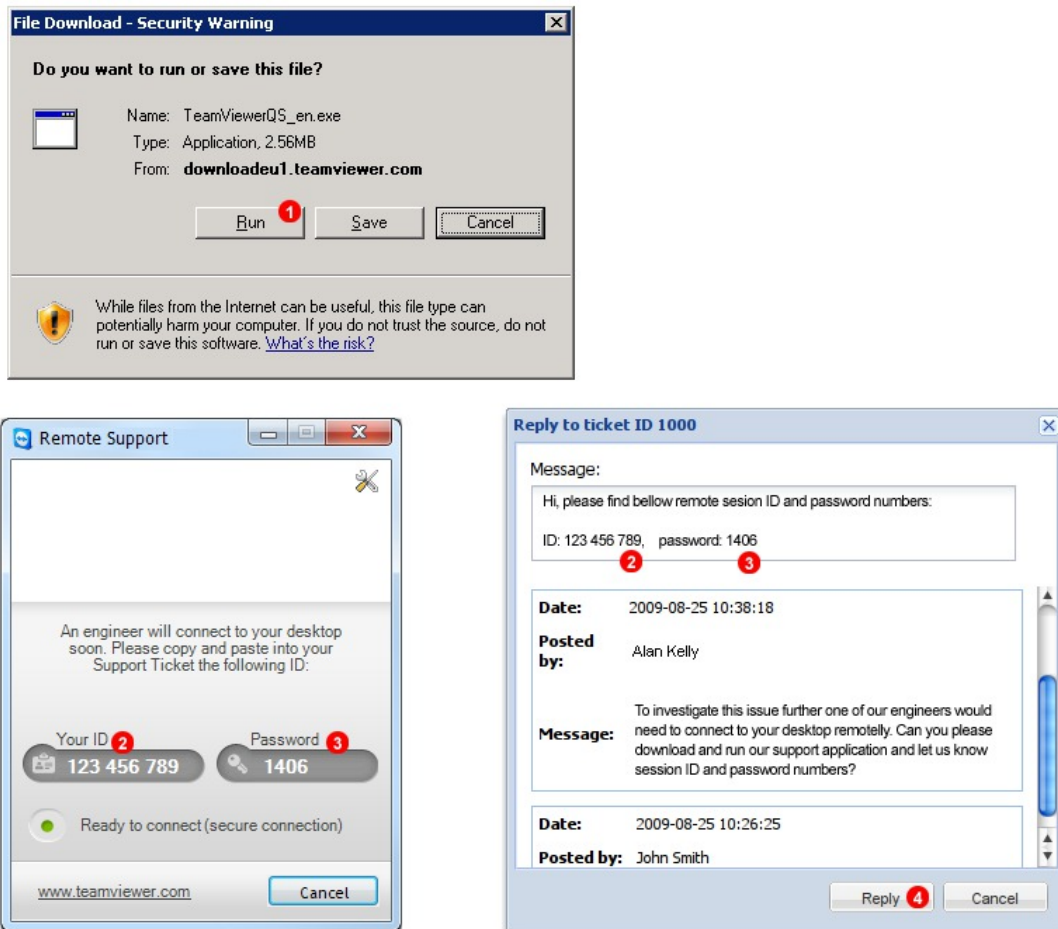 File Download - Security Warning
Do you want to run or save this file?
Name: TeamViewerQS_en.exe
Type: Application, 2.56MB
From: downloadeu1.teamviewer.com
Run 1 Save Cancel
While files from the Internet can be useful, this file type can
potentially harm your computer. If you do not trust the source, do not
run or save this software. What's the risk?
Remote Support
An engineer will connect to your desktop
soon. Please copy and paste into your
Support Ticket the following ID:
Your ID 2 Password 3
123 456 789 1406
Ready to connect (secure connection)
www.teamviewer.com Cancel
Reply to ticket ID 1000
Message:
Hi, please find bellow remote sesion ID and password numbers:
ID: 123 456 789, password: 1406
2 3
Date: 2009-08-25 10:38:18
Posted
by: Alan Kelly
Message: To investigate this issue further one of our engineers would
need to connect to your desktop remotelly. Can you please
download and run our support application and let us know
session ID and password numbers?
Date: 2009-08-25 10:26:25
Posted by: John Smith
Reply 4 Cancel